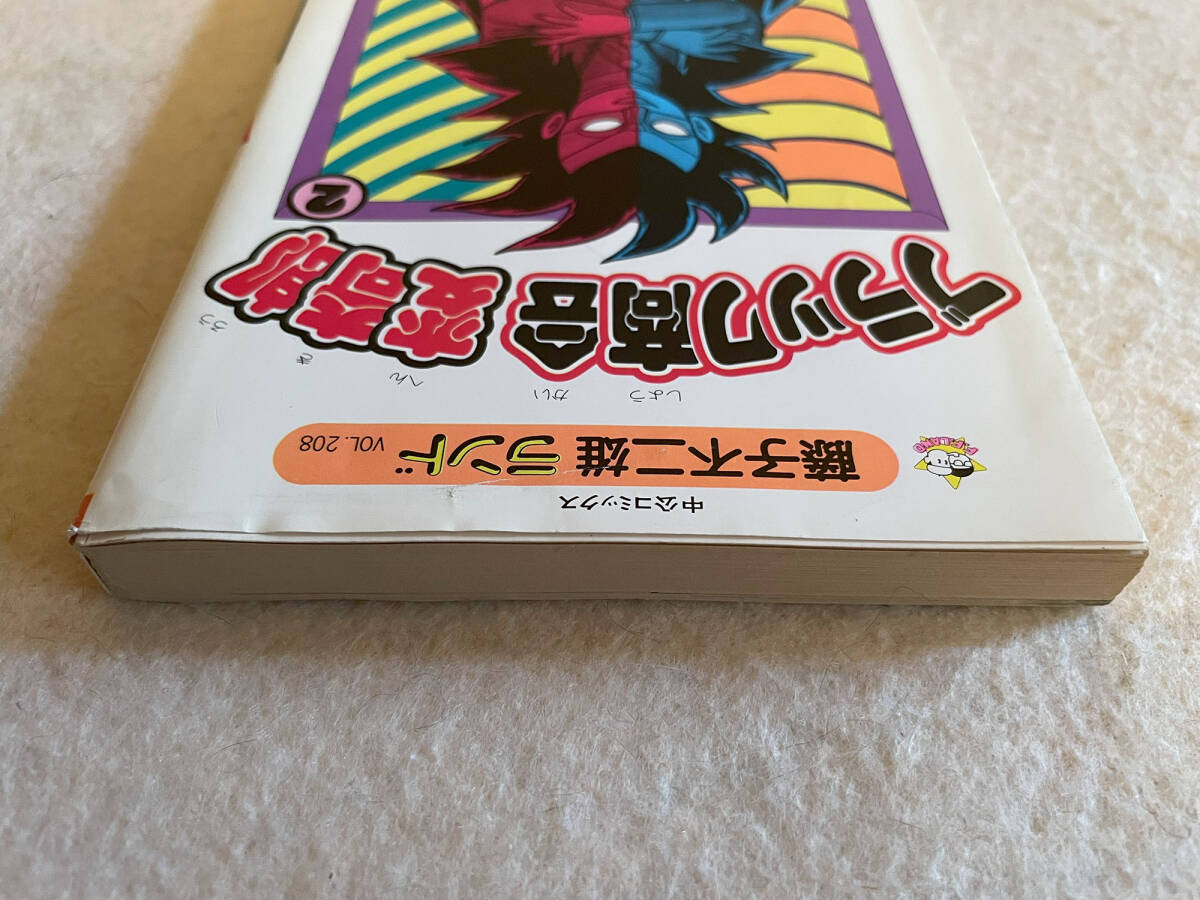 中公コミックス
藤子不二雄ランド VOL. 208
F.F.LAND
ブラック商会変奇郎
しょう かい へん き ろう
2